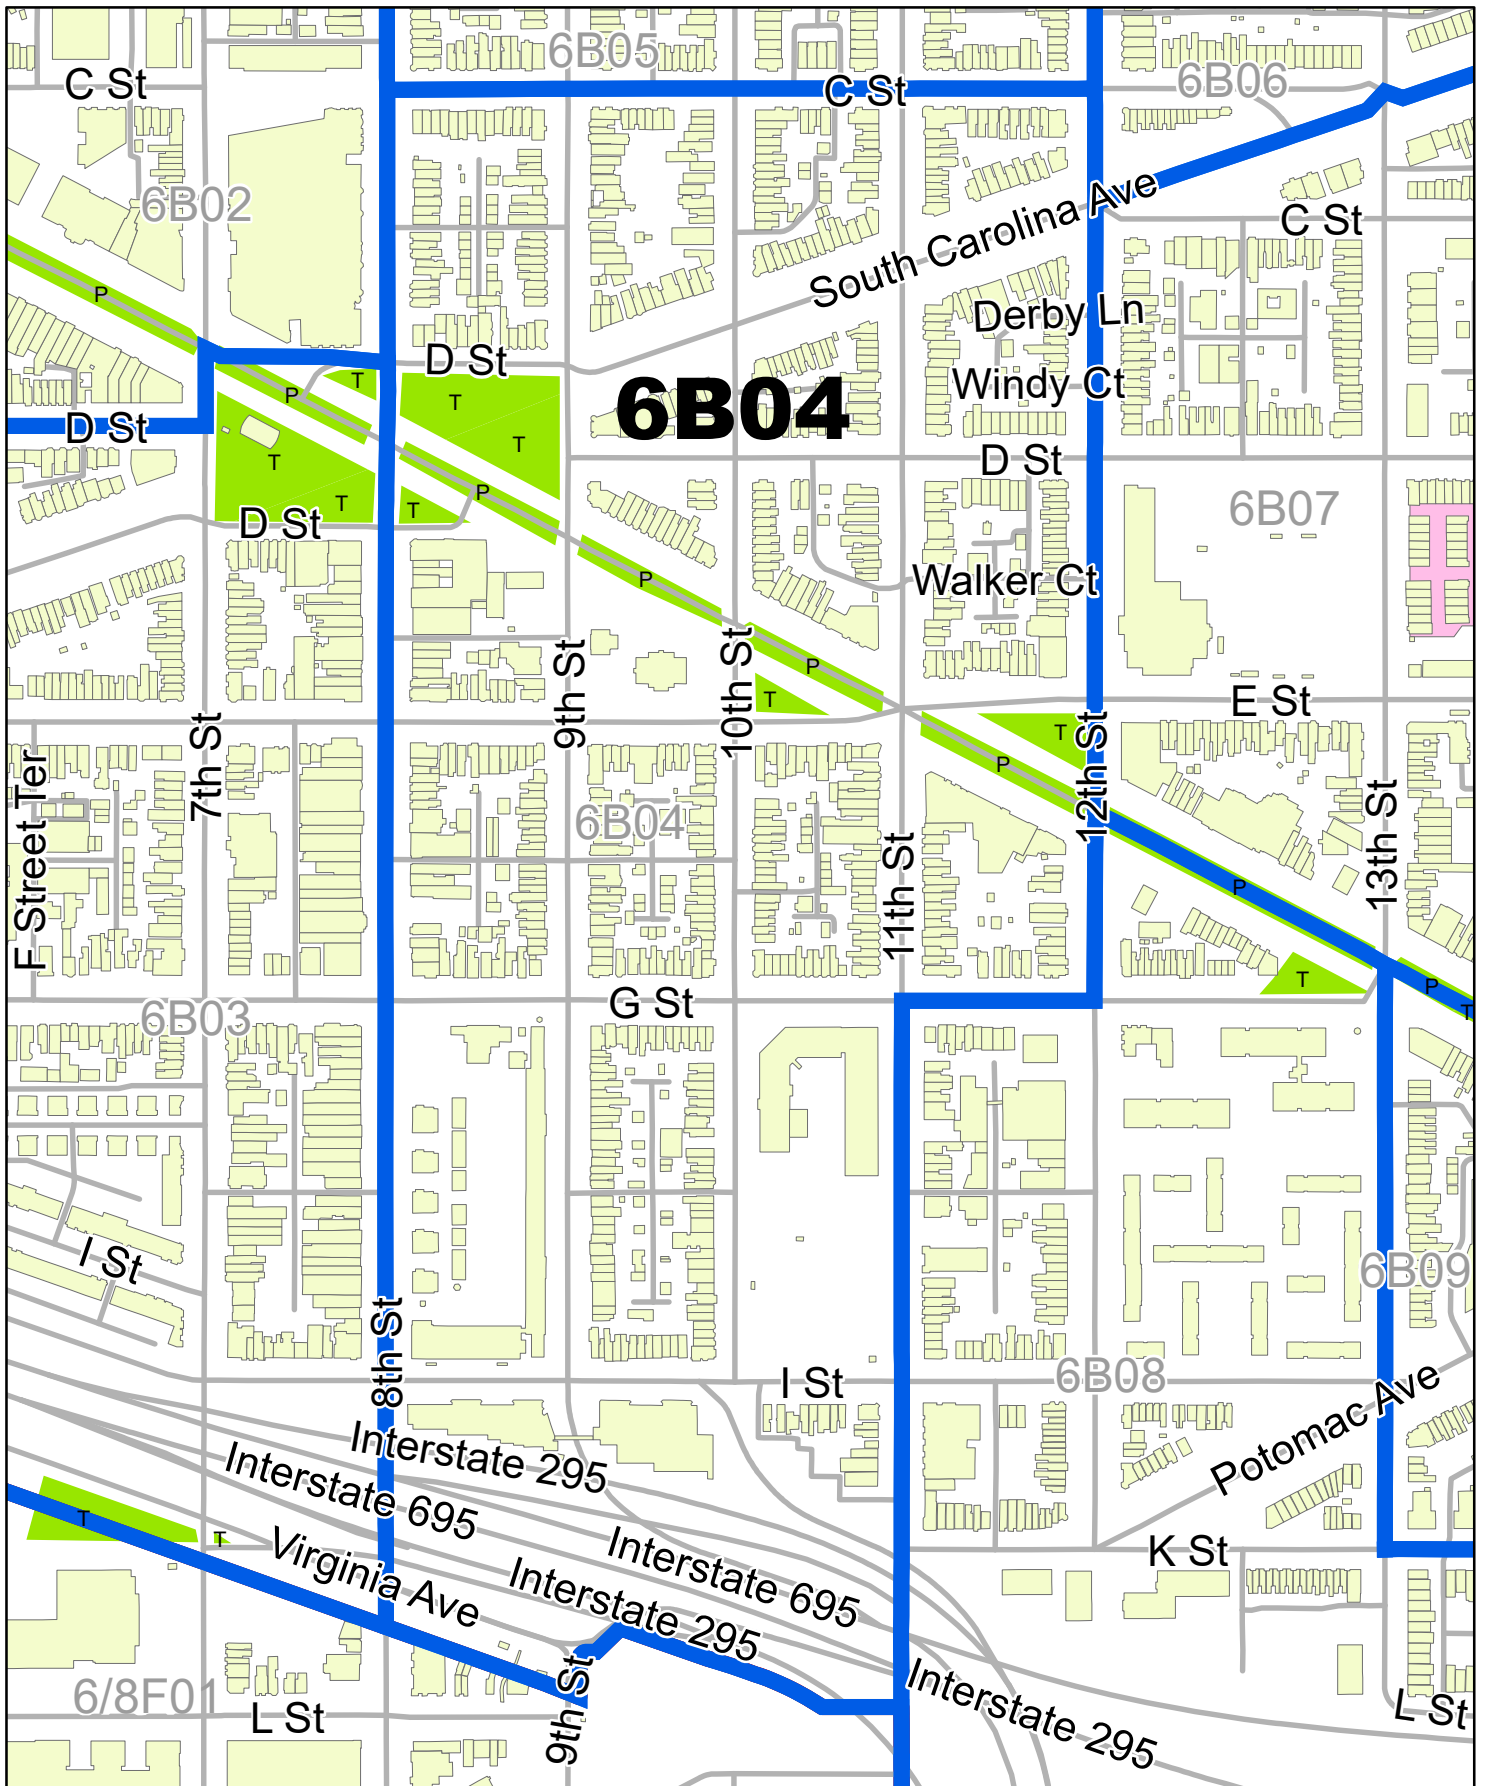 6B05
C St
C St
6B06
6B02
South Carolina Ave
C St
P
Derby Ln
D St
T
P
Windy Ct
T
6B04
D St
T
T
D St
P
6B07
T
T
D St
P
Walker Ct
9th St
10th St
P
T
E St
7th St
12th St
T
P
F Street Ter
6B04
13th St
11th St
P
T
P
T
G St
6B03
I St
6B09
8th St
I St
6B08
Potomac Ave
Interstate 295
Interstate 695
T
T
Virginia Ave
Interstate 695
K St
Interstate 295
9th St
Interstate 295
6/8F01
L St
L St